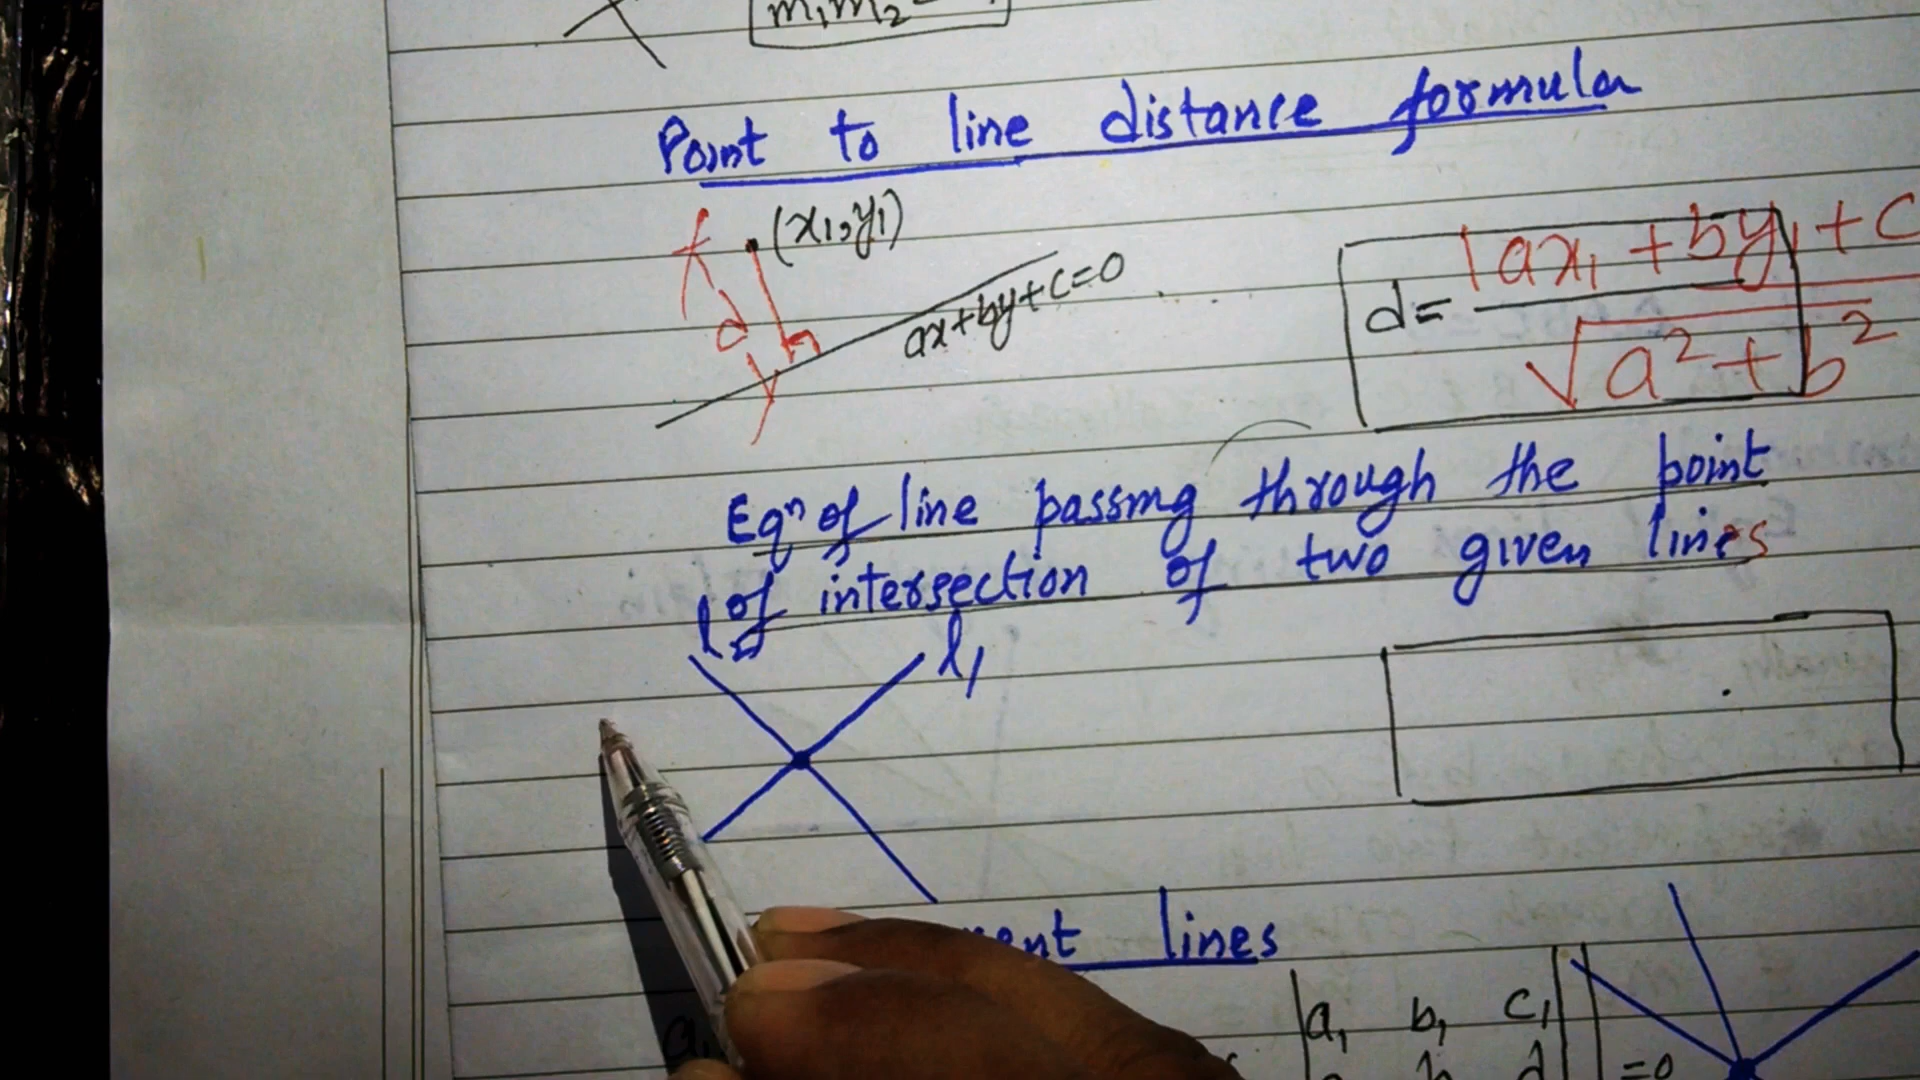 m₁m₂
Point to line distance formula
(x₁,y₁)
d
ax+by+c=0
d= |ax₁+by₁+c / √a²+b²
Eqⁿ of line passing through the point
of intersection of two given lines
l₂ l₁
lines
a₁ b₁ c₁
=0